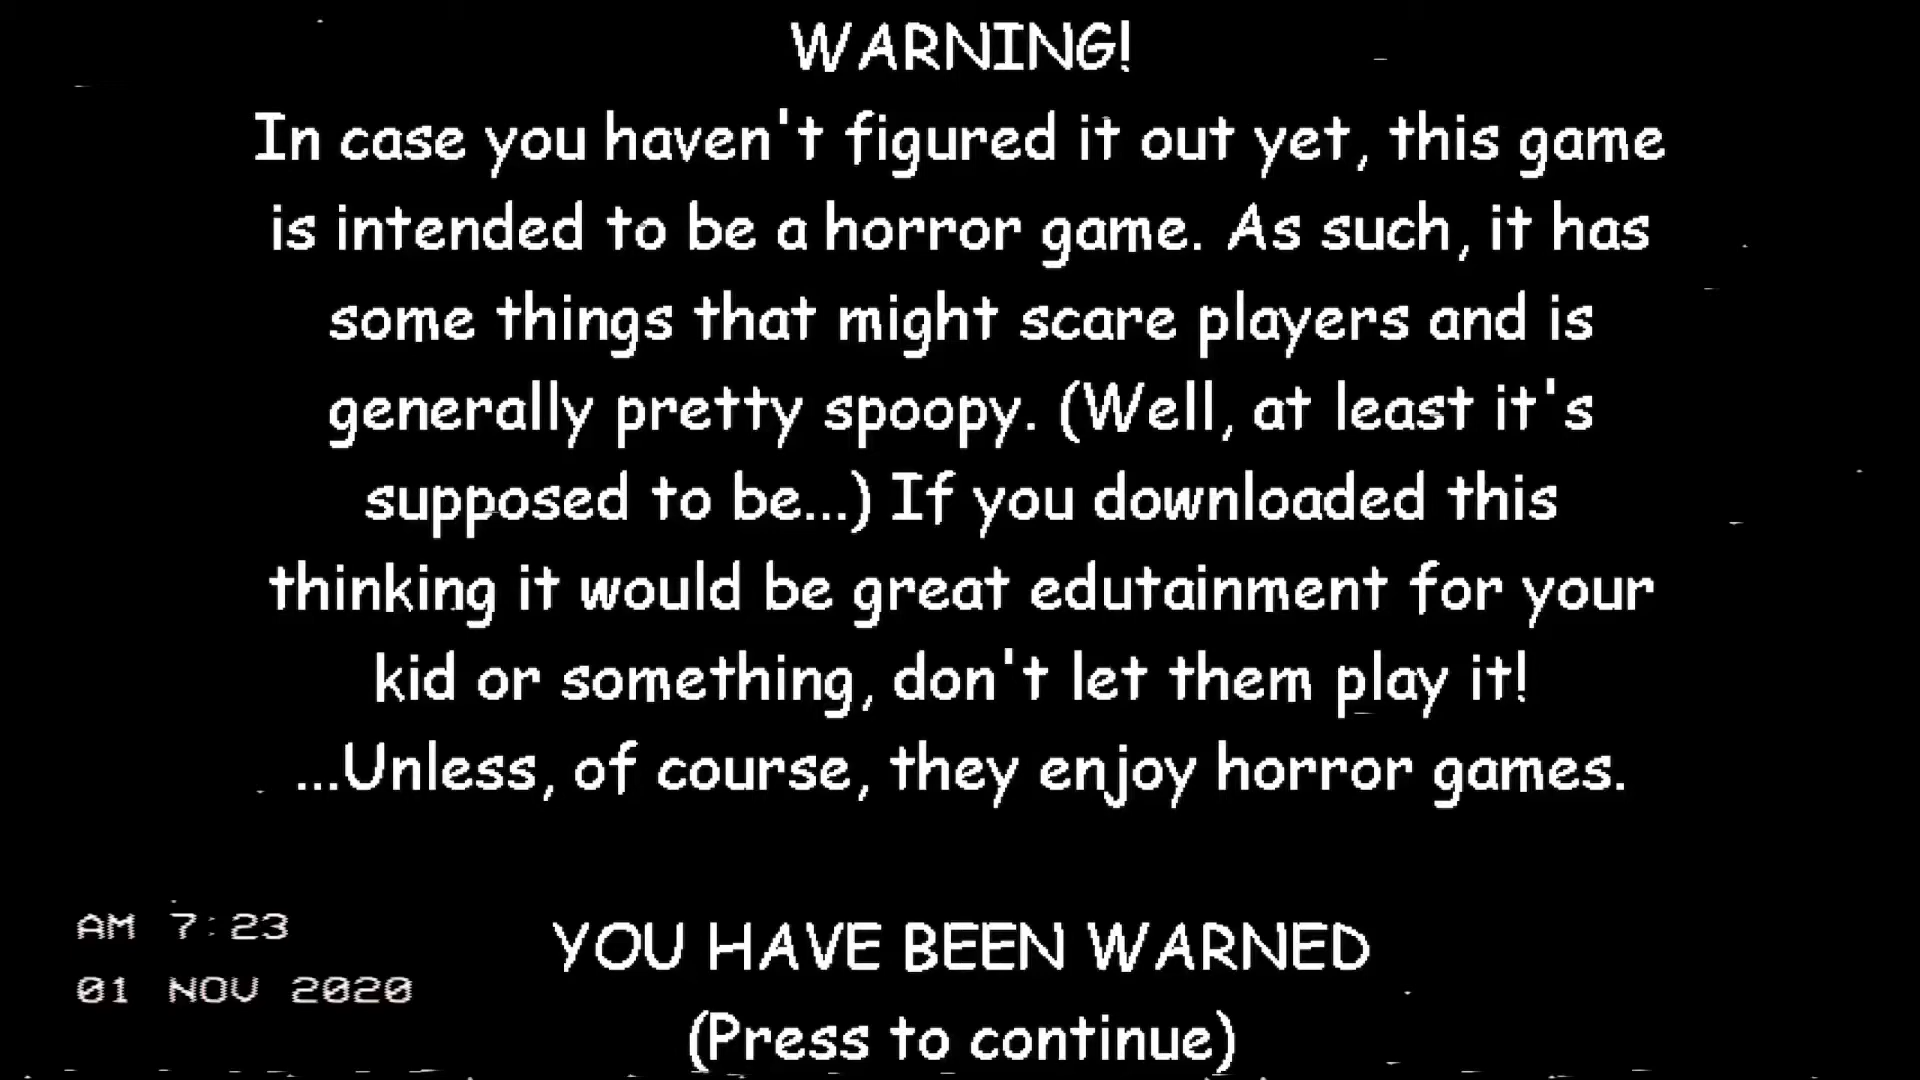 WARNING!
In case you haven't figured it out yet, this game
is intended to be a horror game. As such, it has
some things that might scare players and is
generally pretty spoopy. (Well, at least it's
supposed to be...) If you downloaded this
thinking it would be great edutainment for your
kid or something, don't let them play it!
...Unless, of course, they enjoy horror games.
YOU HAVE BEEN WARNED
(Press to continue)
AM 7:23
01 NOV 2020